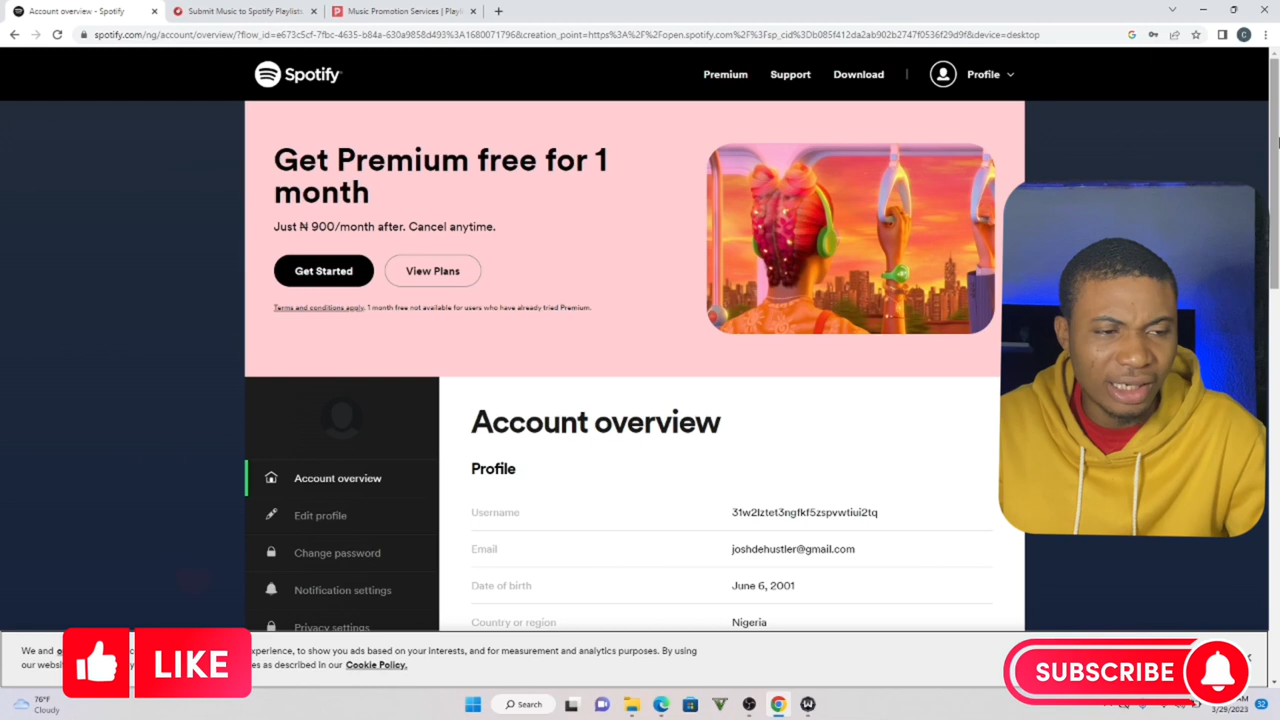 Account overview - Spotify
Submit Music to Spotify Playlists
Music Promotion Services | Playli
spotify.com/ng/account/overview/?flow_id=e673c5cf-7fbc-4635-b84a-630a9858d493%3A1680071796&creation_point=https%3A%2F%2Fopen.spotify.com%2F%3Fsp_cid%3Db085f412da2ab902b2747f0536f29d9f&device=desktop
C
Spotify
Premium
Support
Download
Profile
Get Premium free for 1
month
Just ₦ 900/month after. Cancel anytime.
Get Started
View Plans
Terms and conditions apply. 1 month free not available for users who have already tried Premium.
Account overview
Profile
Account overview
Username 31w2lztet3ngfkf5zspvwtiui2tq
Edit profile
Email joshdehustler@gmail.com
Change password
Date of birth June 6, 2001
Notification settings
Country or region Nigeria
Privacy settings
We and experience, to show you ads based on your interests, and for measurement and analytics purposes. By using
our website as described in our Cookie Policy.
LIKE
SUBSCRIBE
76°F
Cloudy
Search
3/29/2023
32